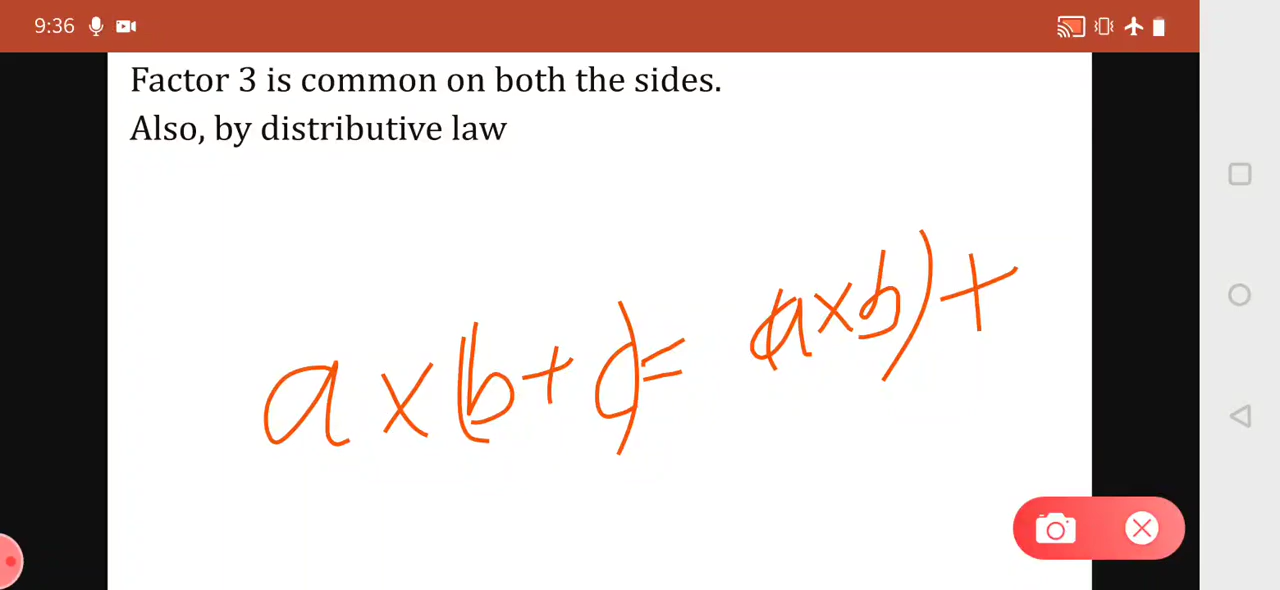 9:36
Factor 3 is common on both the sides.
Also, by distributive law
a × (b + c) = (a × b) +